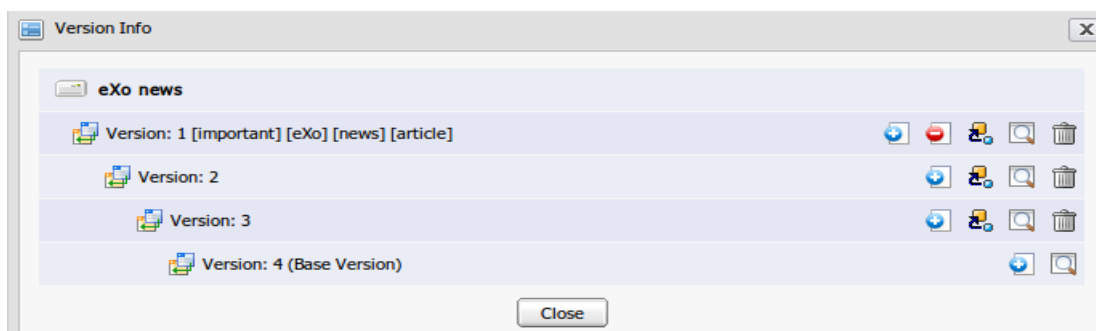 Version Info
eXo news
Version: 1 [important] [eXo] [news] [article]
Version: 2
Version: 3
Version: 4 (Base Version)
Close